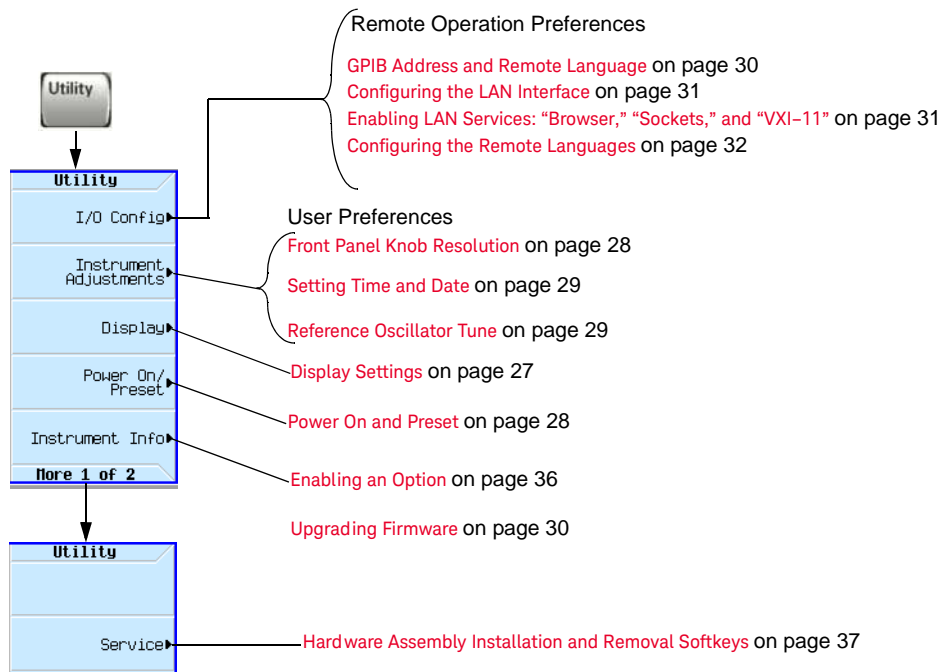 Remote Operation Preferences
GPIB Address and Remote Language on page 30
Configuring the LAN Interface on page 31
Enabling LAN Services: “Browser,” “Sockets,” and “VXI–11” on page 31
Configuring the Remote Languages on page 32
Utility
Utility
I/O Config
Instrument
Adjustments
Display
Power On/
Preset
Instrument Info
More 1 of 2
User Preferences
Front Panel Knob Resolution on page 28
Setting Time and Date on page 29
Reference Oscillator Tune on page 29
Display Settings on page 27
Power On and Preset on page 28
Enabling an Option on page 36
Upgrading Firmware on page 30
Utility
Service
Hardware Assembly Installation and Removal Softkeys on page 37